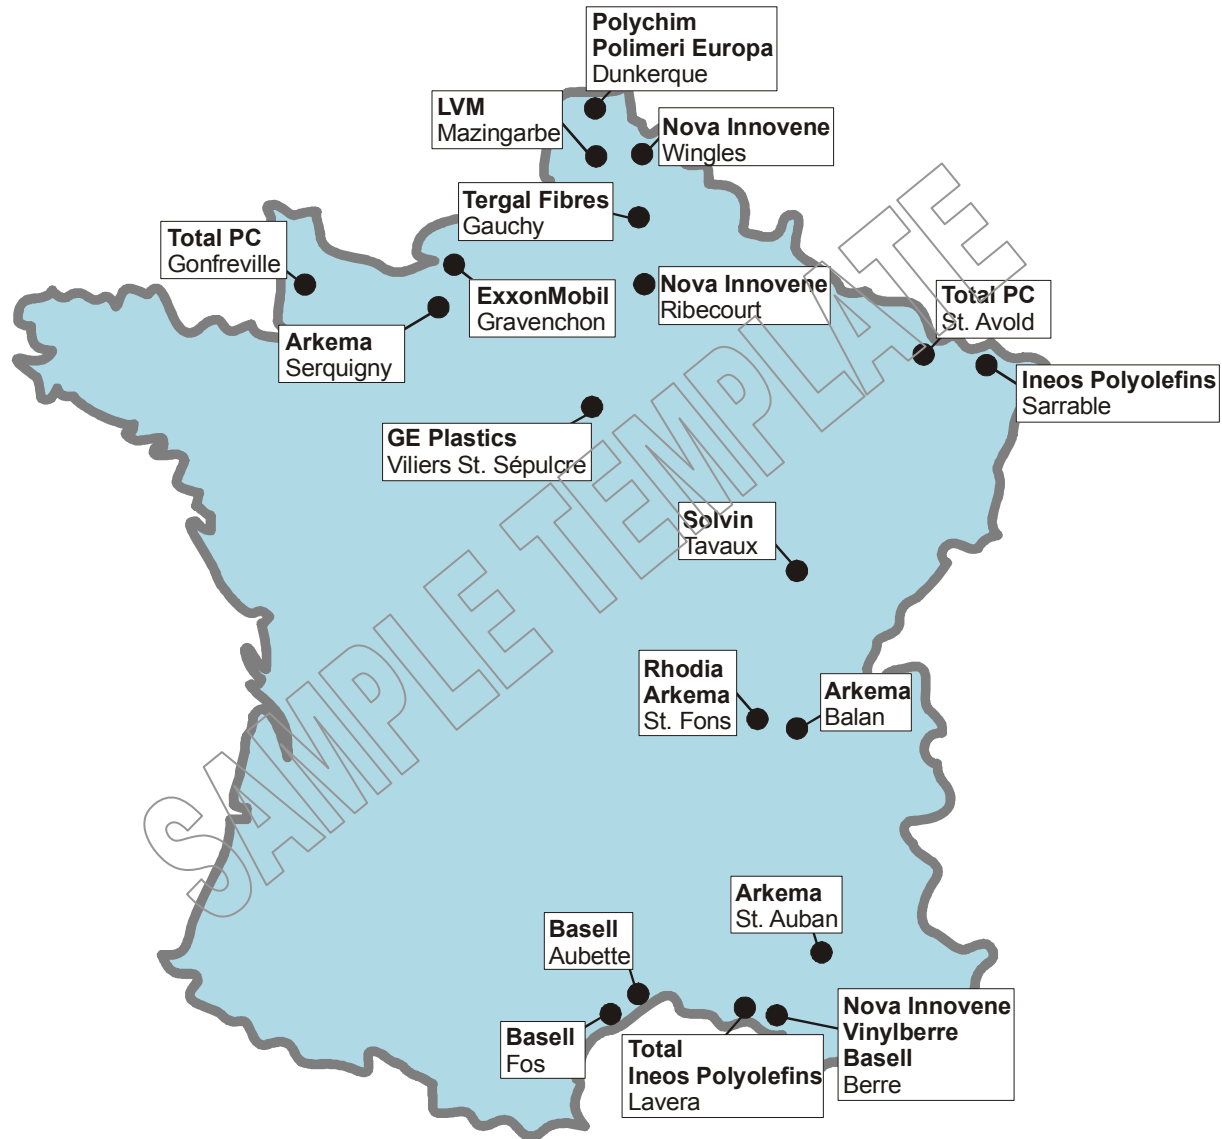 Polychim
Polimeri Europa
Dunkerque
LVM
Mazingarbe
Nova Innovene
Wingles
Tergal Fibres
Gauchy
Total PC
Gonfreville
ExxonMobil
Gravenchon
Nova Innovene
Ribecourt
Total PC
St. Avold
Arkema
Serquigny
Ineos Polyolefins
Sarrable
GE Plastics
Viliers St. Sépulcre
Solvin
Tavaux
Rhodia
Arkema
St. Fons
Arkema
Balan
Arkema
St. Auban
Basell
Aubette
Basell
Fos
Total
Ineos Polyolefins
Lavera
Nova Innovene
Vinylberre
Basell
Berre
SAMPLE TEMPLATE